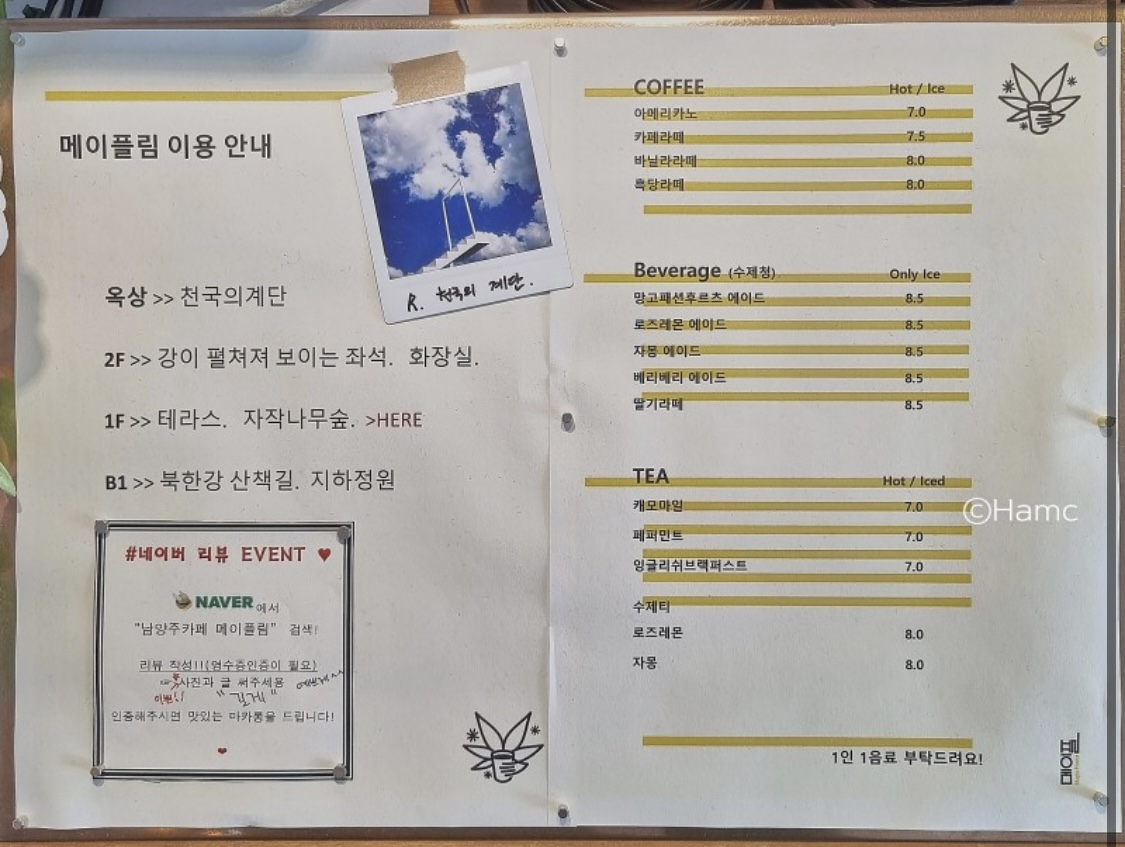 메이플림 이용 안내
R. 천국의 계단.
옥상 >> 천국의계단
2F >> 강이 펼쳐져 보이는 좌석. 화장실.
1F >> 테라스. 자작나무숲. >HERE
B1 >> 북한강 산책길. 지하정원
#네이버 리뷰 EVENT ♥
NAVER에서
"남양주카페 메이플림" 검색!
리뷰 작성!!(영수증인증이 필요)
사진과 글 써주세용 예쁘게^^
이쁜!! "길게"
인증해주시면 맛있는 마카롱을 드립니다!
COFFEE Hot / Ice
아메리카노 7.0
카페라떼 7.5
바닐라라떼 8.0
흑당라떼 8.0
Beverage (수제청) Only Ice
망고패션후르츠 에이드 8.5
로즈레몬 에이드 8.5
자몽 에이드 8.5
베리베리 에이드 8.5
딸기라떼 8.5
TEA Hot / Iced
캐모마일 7.0
페퍼민트 7.0
잉글리쉬브랙퍼스트 7.0
수제티
로즈레몬 8.0
자몽 8.0
1인 1음료 부탁드려요!
©Hamc